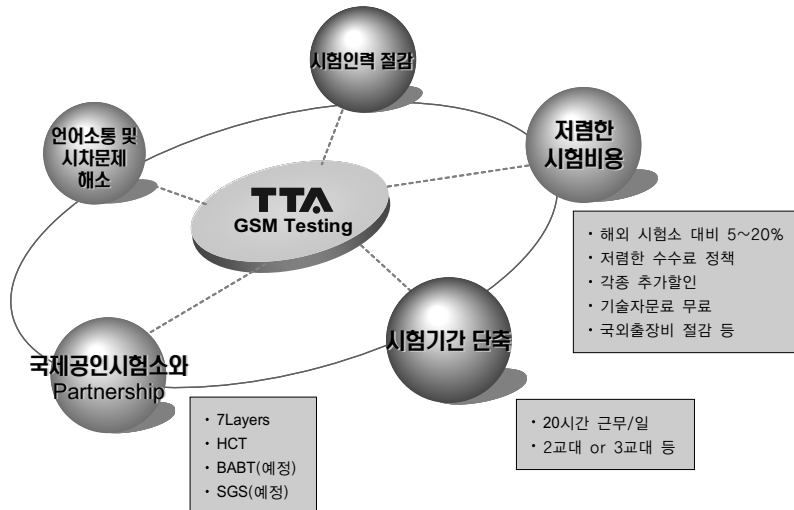 시험인력 절감
언어소통 및
시차문제
해소
저렴한
시험비용
TTA
GSM Testing
· 해외 시험소 대비 5~20%
· 저렴한 수수료 정책
· 각종 추가할인
· 기술자문료 무료
· 국외출장비 절감 등
시험기간 단축
국제공인시험소와
Partnership
· 7Layers
· HCT
· BABT(예정)
· SGS(예정)
· 20시간 근무/일
· 2교대 or 3교대 등